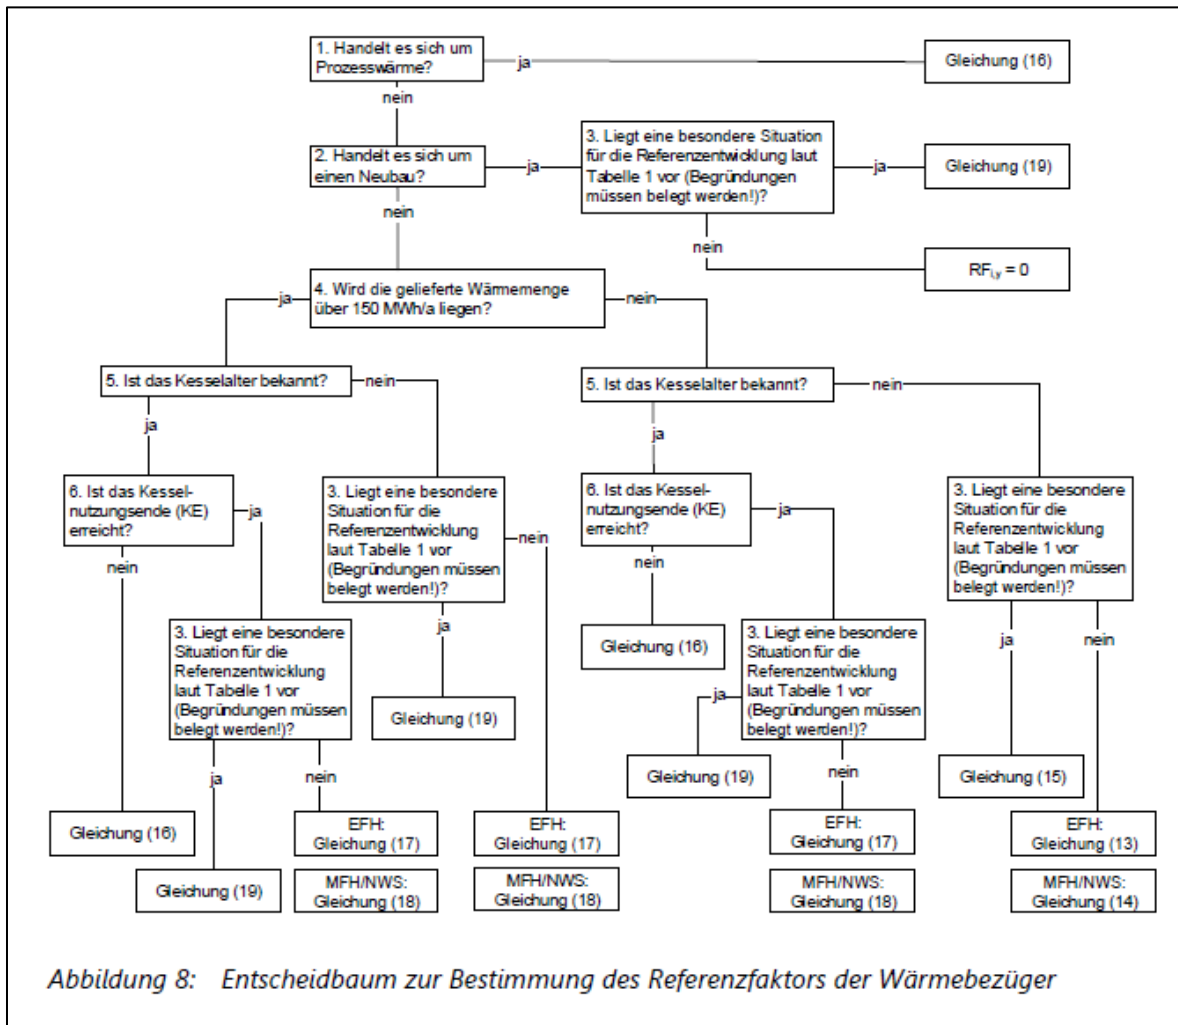 1. Handelt es sich um
Prozesswärme?
ja
Gleichung (16)
nein
2. Handelt es sich um
einen Neubau?
ja
3. Liegt eine besondere Situation
für die Referenzentwicklung laut
Tabelle 1 vor (Begründungen
müssen belegt werden!)?
ja
Gleichung (19)
nein
nein
RFi,y = 0
4. Wird die gelieferte Wärmemenge
über 150 MWh/a liegen?
ja
nein
5. Ist das Kesselalter bekannt?
nein
5. Ist das Kesselalter bekannt?
nein
ja
ja
6. Ist das Kessel-
nutzungsende (KE)
erreicht?
ja
nein
3. Liegt eine besondere
Situation für die
Referenzentwicklung
laut Tabelle 1 vor
(Begründungen müssen
belegt werden!)?
nein
ja
6. Ist das Kessel-
nutzungsende (KE)
erreicht?
ja
nein
3. Liegt eine besondere
Situation für die
Referenzentwicklung
laut Tabelle 1 vor
(Begründungen müssen
belegt werden!)?
ja
nein
3. Liegt eine besondere
Situation für die
Referenzentwicklung
laut Tabelle 1 vor
(Begründungen müssen
belegt werden!)?
ja
nein
Gleichung (19)
Gleichung (16)
3. Liegt eine besondere
Situation für die
Referenzentwicklung
laut Tabelle 1 vor
(Begründungen müssen
belegt werden!)?
ja
nein
Gleichung (19)
Gleichung (15)
Gleichung (16)
Gleichung (19)
EFH:
Gleichung (17)
MFH/NWS:
Gleichung (18)
EFH:
Gleichung (17)
MFH/NWS:
Gleichung (18)
EFH:
Gleichung (17)
MFH/NWS:
Gleichung (18)
EFH:
Gleichung (13)
MFH/NWS:
Gleichung (14)
Abbildung 8: Entscheidbaum zur Bestimmung des Referenzfaktors der Wärmebezüger